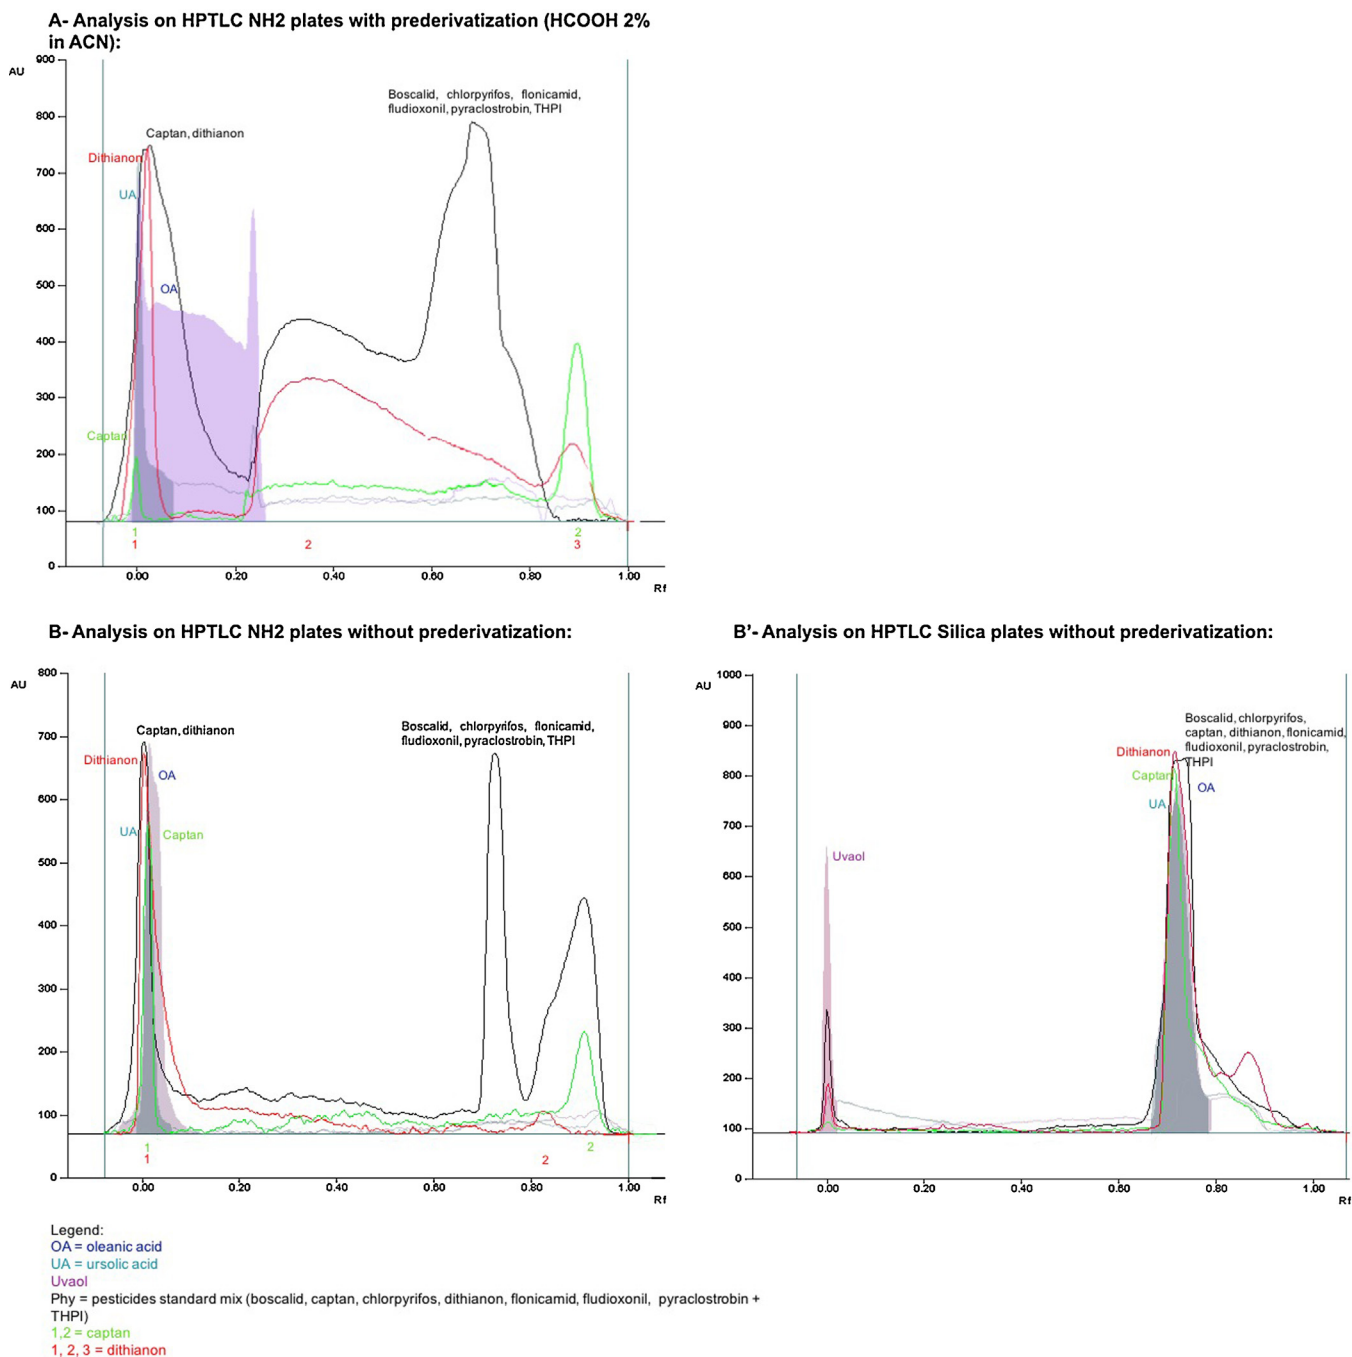 A- Analysis on HPTLC NH2 plates with prederivatization (HCOOH 2%
in ACN):
900
AU
800
700
600
500
400
300
200
100
0
Boscalid, chlorpyrifos, flonicamid,
fludioxonil, pyraclostrobin, THPI
Captan, dithianon
Dithianon
UA
OA
Captan
1
2
1
2
3
0.00
0.20
0.40
0.60
0.80
1.00
Rf
B- Analysis on HPTLC NH2 plates without prederivatization:
800
AU
700
600
500
400
300
200
100
0
Captan, dithianon
Boscalid, chlorpyrifos, flonicamid,
fludioxonil, pyraclostrobin, THPI
Dithianon
OA
UA
Captan
1
2
1
2
0.00
0.20
0.40
0.60
0.80
1.00
Rf
B’- Analysis on HPTLC Silica plates without prederivatization:
1000
AU
900
800
700
600
500
400
300
200
100
0
Boscalid, chlorpyrifos,
captan, dithianon, flonicamid,
fludioxonil, pyraclostrobin,
THPI
Dithianon
Captan
OA
UA
Uvaol
0.00
0.20
0.40
0.60
0.80
1.00
Rf
Legend:
OA = oleanic acid
UA = ursolic acid
Uvaol
Phy = pesticides standard mix (boscalid, captan, chlorpyrifos, dithianon, flonicamid, fludioxonil, pyraclostrobin +
THPI)
1,2 = captan
1, 2, 3 = dithianon